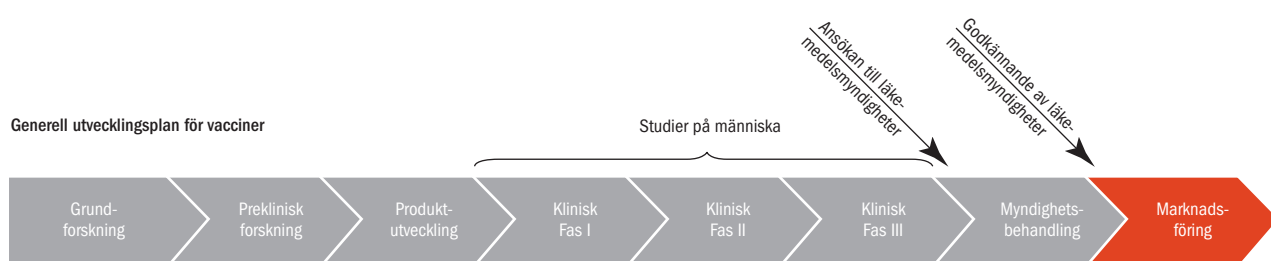 Ansökan till läke-
medelsmyndigheter
Godkännande av läke-
medelsmyndigheter
Generell utvecklingsplan för vacciner
Studier på människa
Grund-
forskning
Preklinisk
forskning
Produkt-
utveckling
Klinisk
Fas I
Klinisk
Fas II
Klinisk
Fas III
Myndighets-
behandling
Marknads-
föring